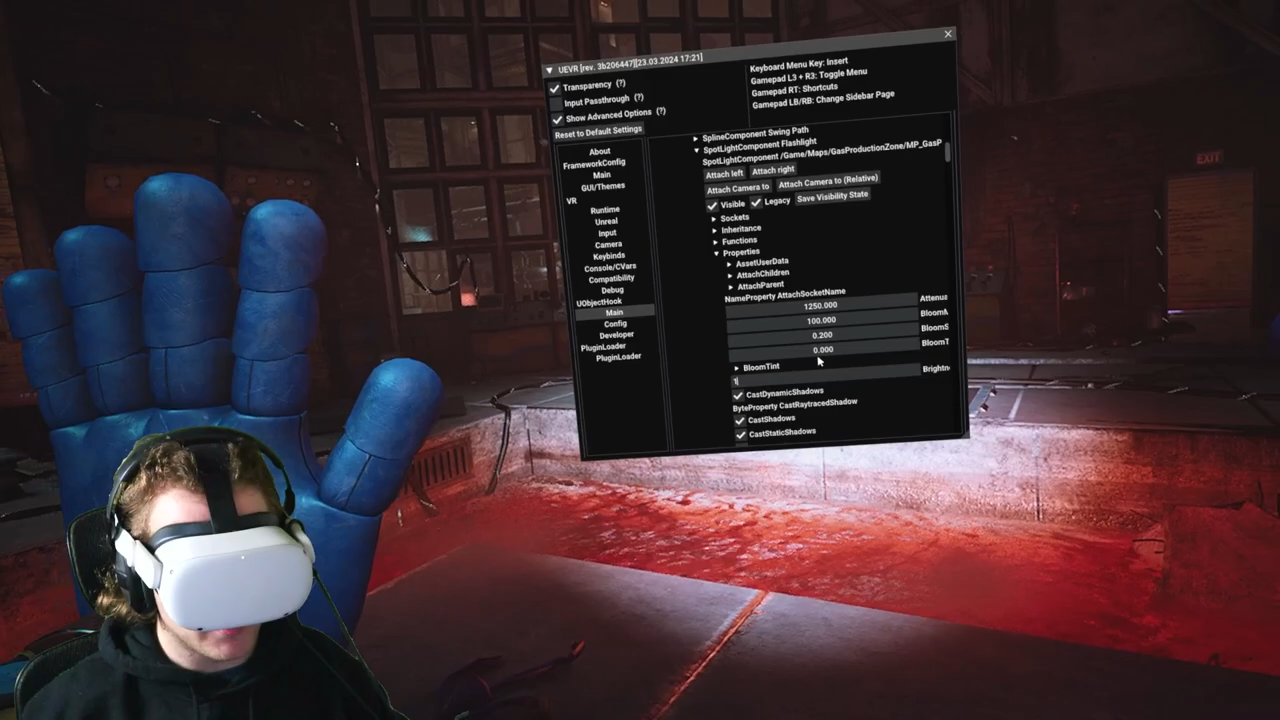 UEVR [rev. 3b206447][23.03.2024 17:21]
Transparency (?)
Input Passthrough (?)
Show Advanced Options (?)
Reset to Default Settings
Keyboard Menu Key: Insert
Gamepad L3 + R3: Toggle Menu
Gamepad RT: Shortcuts
Gamepad LB/RB: Change Sidebar Page
About
FrameworkConfig
Main
GUI/Themes
VR
Runtime
Unreal
Input
Camera
Keybinds
Console/CVars
Compatibility
Debug
UObjectHook
Main
Config
Developer
PluginLoader
PluginLoader
SplineComponent Swing Path
SpotLightComponent Flashlight
SpotLightComponent /Game/Maps/GasProductionZone/MP_GasP
Attach left Attach right
Attach Camera to Attach Camera to (Relative)
Visible Legacy Save Visibility State
Sockets
Inheritance
Functions
Properties
AssetUserData
AttachChildren
AttachParent
NameProperty AttachSocketName
1250.000 Attenua
100.000 BloomM
0.200 BloomS
0.000 BloomT
BloomTint
1 Brightn
CastDynamicShadows
ByteProperty CastRaytracedShadow
CastShadows
CastStaticShadows
EXIT